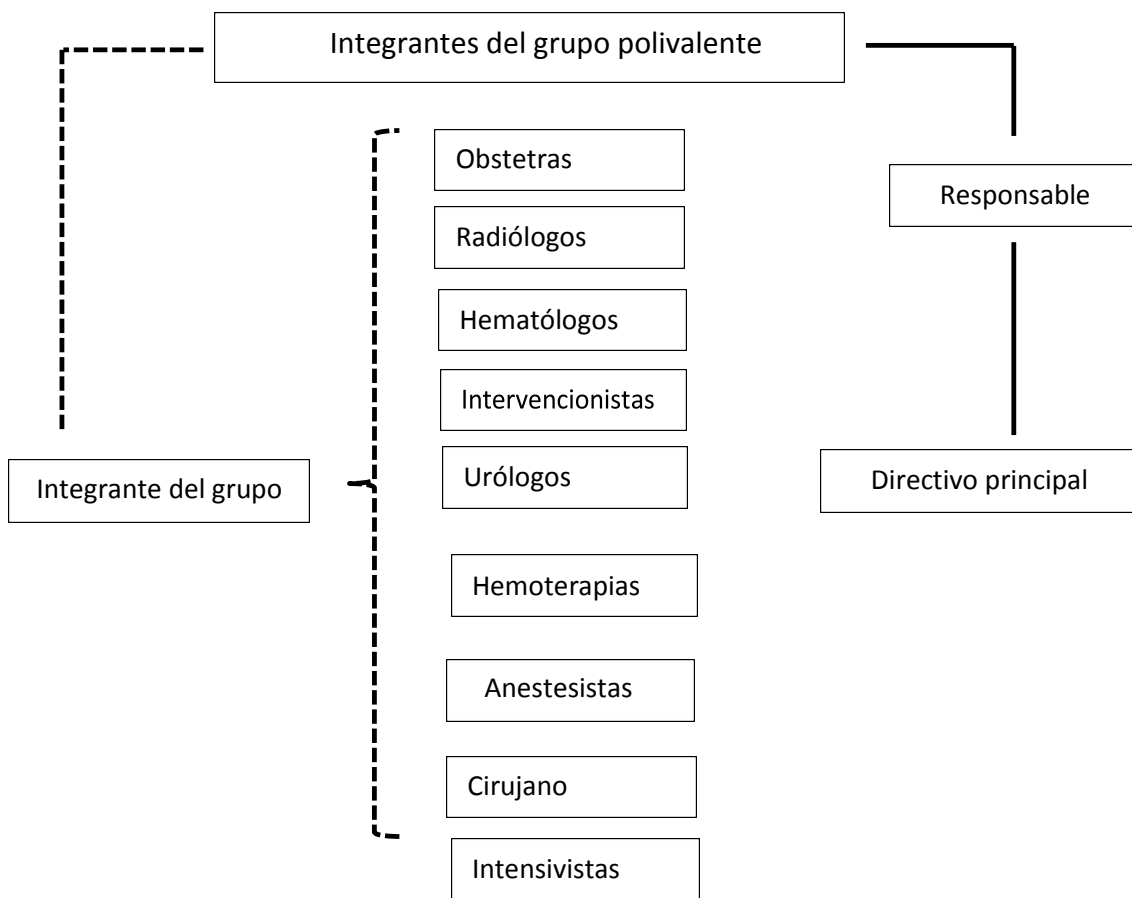 Integrantes del grupo polivalente
Obstetras
Responsable
Radiólogos
Hematólogos
Intervencionistas
Urólogos
Integrante del grupo
Directivo principal
Hemoterapias
Anestesistas
Cirujano
Intensivistas